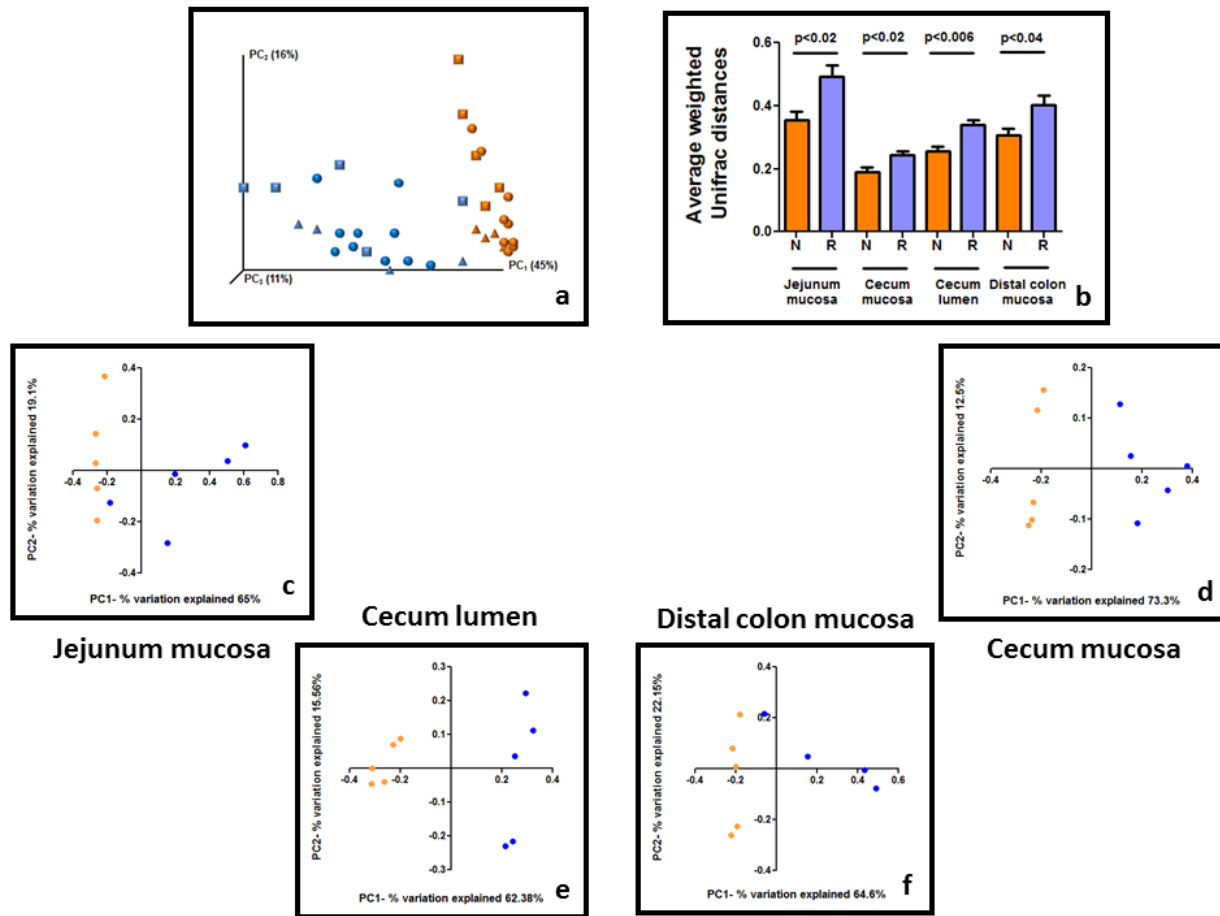 PC₂ (16%)
PC₁ (45%)
PC₃ (11%)
a
Average weighted
Unifrac distances
0.6
0.4
0.2
0.0
p<0.02 p<0.02 p<0.006 p<0.04
N R N R N R N R
Jejunum Cecum Cecum Distal colon
mucosa mucosa lumen mucosa
b
PC2- % variation explained 19.1%
0.4
0.2
-0.4 -0.2 0.2 0.4 0.6 0.8
-0.2
-0.4
PC1- % variation explained 65%
c
PC2- % variation explained 12.5%
0.2
0.1
-0.4 -0.2 0.2 0.4
-0.1
-0.2
PC1- % variation explained 73.3%
d
Jejunum mucosa
Cecum lumen
Distal colon mucosa
Cecum mucosa
PC2- % variation explained 15.56%
0.3
0.2
0.1
-0.4 -0.2 0.2 0.4
-0.1
-0.2
-0.3
PC1- % variation explained 62.38%
e
PC2- % variation explained 22.15%
0.4
0.2
-0.4 -0.2 0.2 0.4 0.6
-0.2
-0.4
PC1- % variation explained 64.6%
f